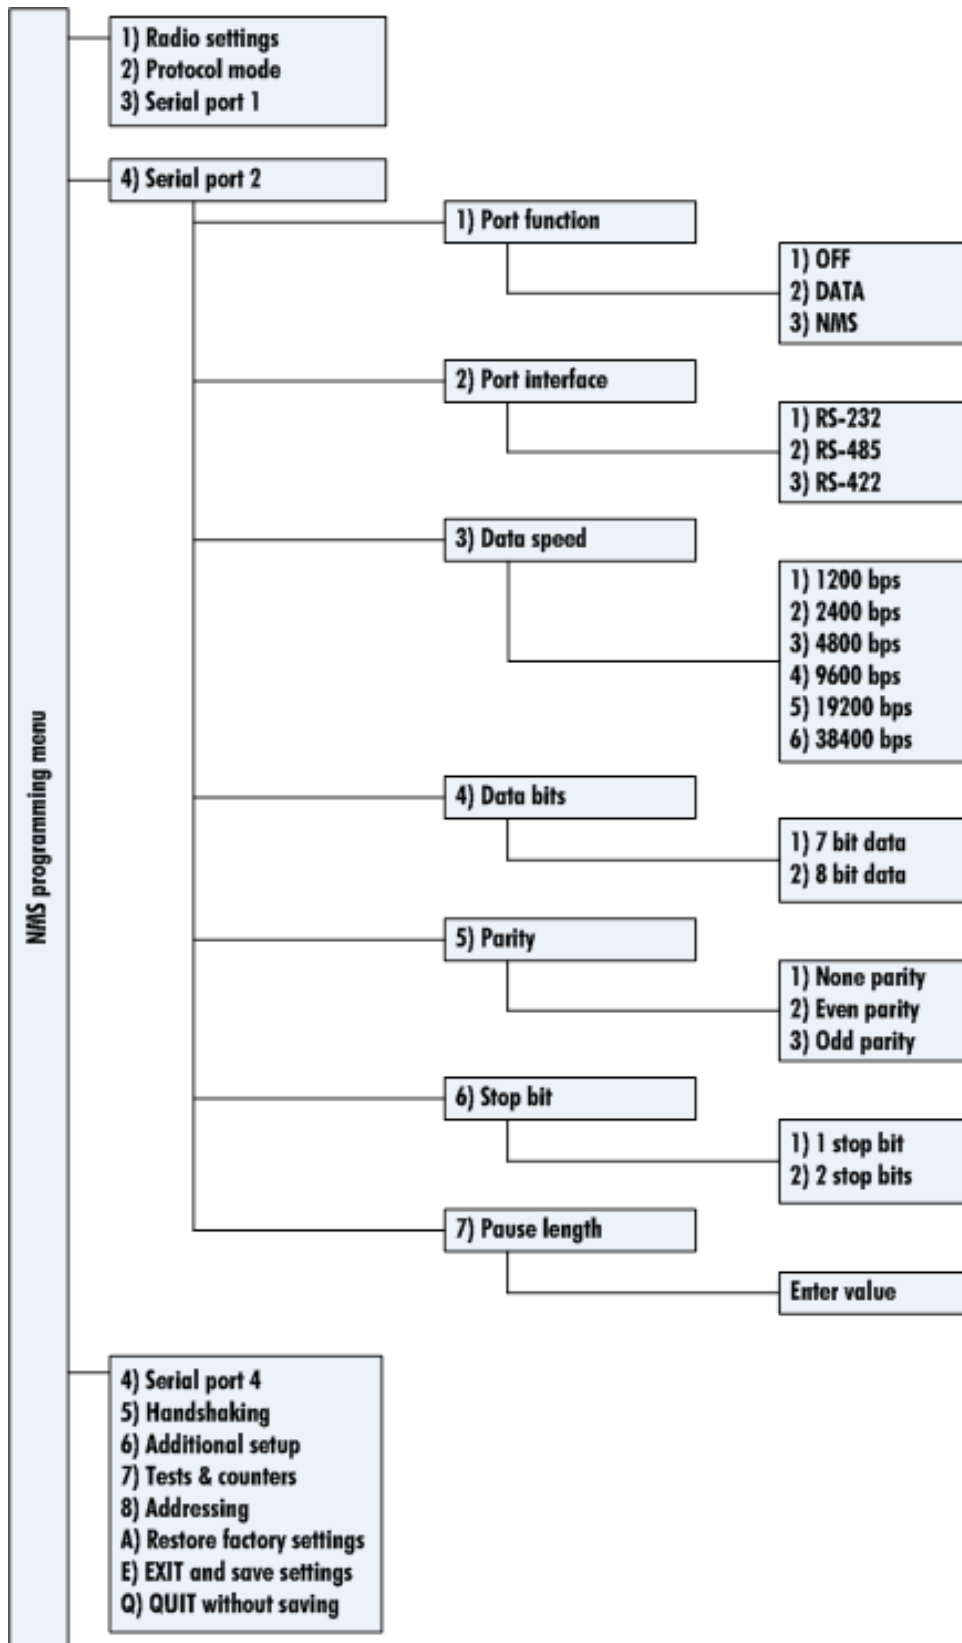 NMS programming menu
1) Radio settings
2) Protocol mode
3) Serial port 1
4) Serial port 2
1) Port function
1) OFF
2) DATA
3) NMS
2) Port interface
1) RS-232
2) RS-485
3) RS-422
3) Data speed
1) 1200 bps
2) 2400 bps
3) 4800 bps
4) 9600 bps
5) 19200 bps
6) 38400 bps
4) Data bits
1) 7 bit data
2) 8 bit data
5) Parity
1) None parity
2) Even parity
3) Odd parity
6) Stop bit
1) 1 stop bit
2) 2 stop bits
7) Pause length
Enter value
4) Serial port 4
5) Handshaking
6) Additional setup
7) Tests & counters
8) Addressing
A) Restore factory settings
E) EXIT and save settings
Q) QUIT without saving